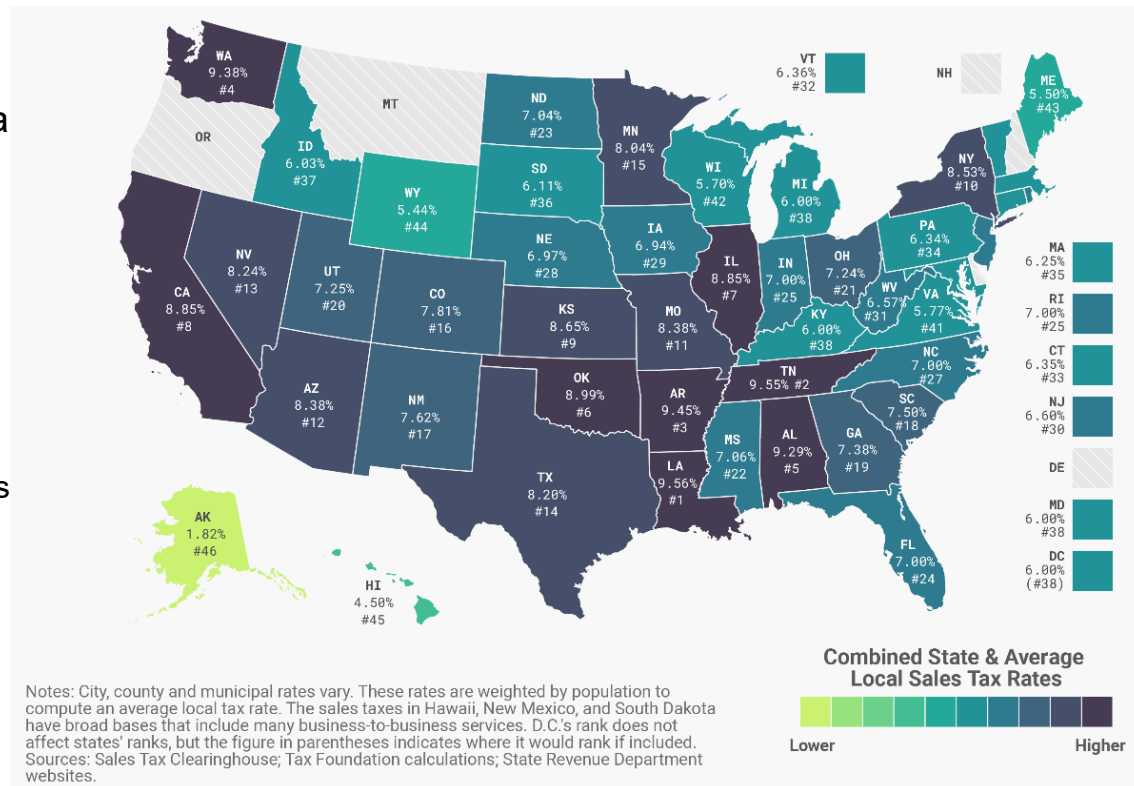 a
s
WA
9.38%
#4
OR
MT
ID
6.03%
#37
WY
5.44%
#44
ND
7.04%
#23
SD
6.11%
#36
NE
6.97%
#28
MN
8.04%
#15
WI
5.70%
#42
MI
6.00%
#38
IA
6.94%
#29
VT
6.36%
#32
NH
ME
5.50%
#43
NY
8.53%
#10
PA
6.34%
#34
CA
8.85%
#8
NV
8.24%
#13
UT
7.25%
#20
CO
7.81%
#16
KS
8.65%
#9
MO
8.38%
#11
IL
8.85%
#7
IN
7.00%
#25
OH
7.24%
#21
WV
6.57%
#31
VA
5.77%
#41
KY
6.00%
#38
NC
7.00%
#27
TN
9.55% #2
SC
7.50%
#18
AZ
8.38%
#12
NM
7.62%
#17
OK
8.99%
#6
AR
9.45%
#3
MS
7.06%
#22
AL
9.29%
#5
GA
7.38%
#19
TX
8.20%
#14
LA
9.56%
#1
FL
7.00%
#24
AK
1.82%
#46
HI
4.50%
#45
MA
6.25%
#35
RI
7.00%
#25
CT
6.35%
#33
NJ
6.60%
#30
DE
MD
6.00%
#38
DC
6.00%
(#38)
Combined State & Average
Local Sales Tax Rates
Lower
Higher
Notes: City, county and municipal rates vary. These rates are weighted by population to
compute an average local tax rate. The sales taxes in Hawaii, New Mexico, and South Dakota
have broad bases that include many business-to-business services. D.C.'s rank does not
affect states' ranks, but the figure in parentheses indicates where it would rank if included.
Sources: Sales Tax Clearinghouse; Tax Foundation calculations; State Revenue Department
websites.